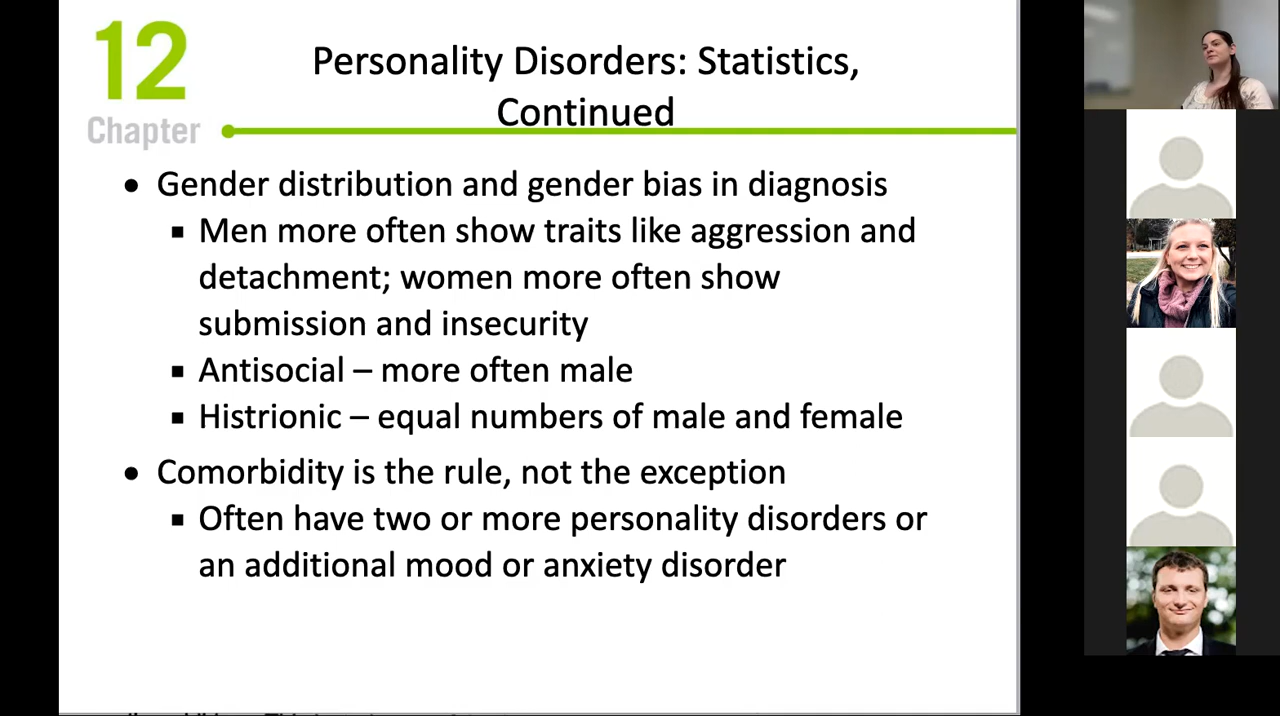 12
Chapter
Personality Disorders: Statistics,
Continued
• Gender distribution and gender bias in diagnosis
▪ Men more often show traits like aggression and
detachment; women more often show
submission and insecurity
▪ Antisocial – more often male
▪ Histrionic – equal numbers of male and female
• Comorbidity is the rule, not the exception
▪ Often have two or more personality disorders or
an additional mood or anxiety disorder